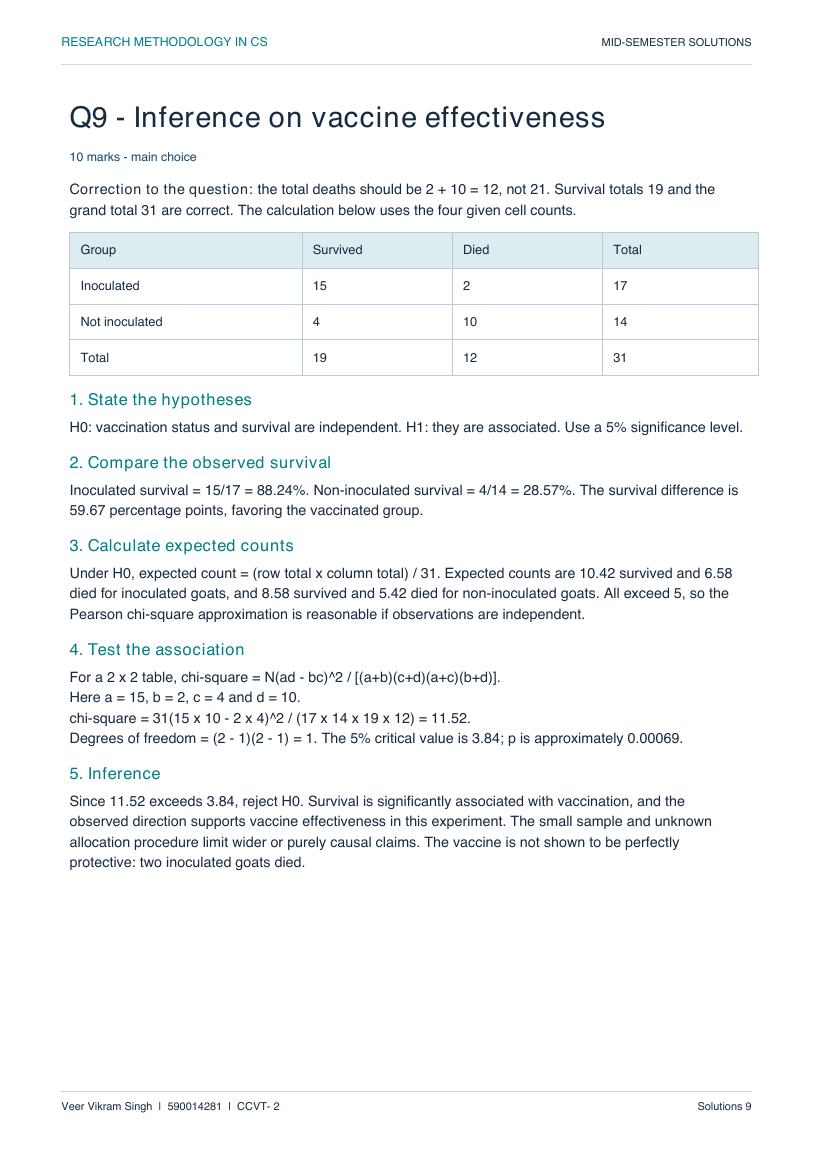 RESEARCH METHODOLOGY IN CS
MID-SEMESTER SOLUTIONS
Q9 - Inference on vaccine effectiveness
10 marks - main choice
Correction to the question: the total deaths should be 2 + 10 = 12, not 21. Survival totals 19 and the
grand total 31 are correct. The calculation below uses the four given cell counts.
Group Survived Died Total
Inoculated 15 2 17
Not inoculated 4 10 14
Total 19 12 31
1. State the hypotheses
H0: vaccination status and survival are independent. H1: they are associated. Use a 5% significance level.
2. Compare the observed survival
Inoculated survival = 15/17 = 88.24%. Non-inoculated survival = 4/14 = 28.57%. The survival difference is
59.67 percentage points, favoring the vaccinated group.
3. Calculate expected counts
Under H0, expected count = (row total x column total) / 31. Expected counts are 10.42 survived and 6.58
died for inoculated goats, and 8.58 survived and 5.42 died for non-inoculated goats. All exceed 5, so the
Pearson chi-square approximation is reasonable if observations are independent.
4. Test the association
For a 2 x 2 table, chi-square = N(ad - bc)^2 / [(a+b)(c+d)(a+c)(b+d)].
Here a = 15, b = 2, c = 4 and d = 10.
chi-square = 31(15 x 10 - 2 x 4)^2 / (17 x 14 x 19 x 12) = 11.52.
Degrees of freedom = (2 - 1)(2 - 1) = 1. The 5% critical value is 3.84; p is approximately 0.00069.
5. Inference
Since 11.52 exceeds 3.84, reject H0. Survival is significantly associated with vaccination, and the
observed direction supports vaccine effectiveness in this experiment. The small sample and unknown
allocation procedure limit wider or purely causal claims. The vaccine is not shown to be perfectly
protective: two inoculated goats died.
Veer Vikram Singh | 590014281 | CCVT- 2
Solutions 9